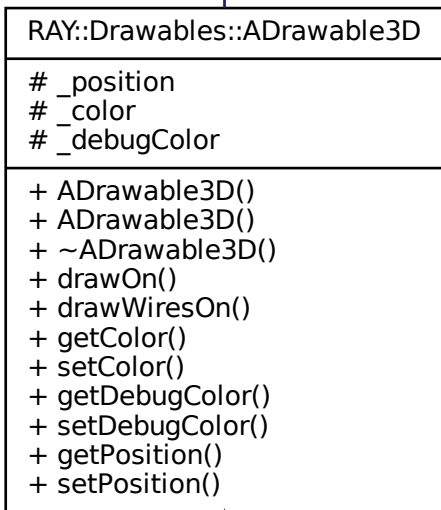 RAY::Drawables::ADrawable3D
# _position
# _color
# _debugColor
+ ADrawable3D()
+ ADrawable3D()
+ ~ADrawable3D()
+ drawOn()
+ drawWiresOn()
+ getColor()
+ setColor()
+ getDebugColor()
+ setDebugColor()
+ getPosition()
+ setPosition()